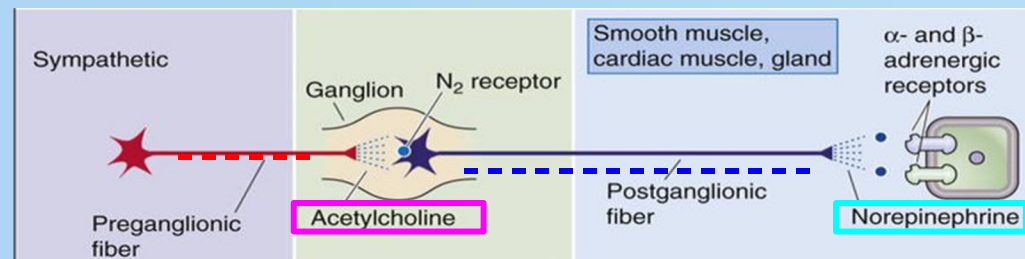 Sympathetic
Ganglion
N₂ receptor
Smooth muscle,
cardiac muscle, gland
α- and β-
adrenergic
receptors
Preganglionic
fiber
Acetylcholine
Postganglionic
fiber
Norepinephrine